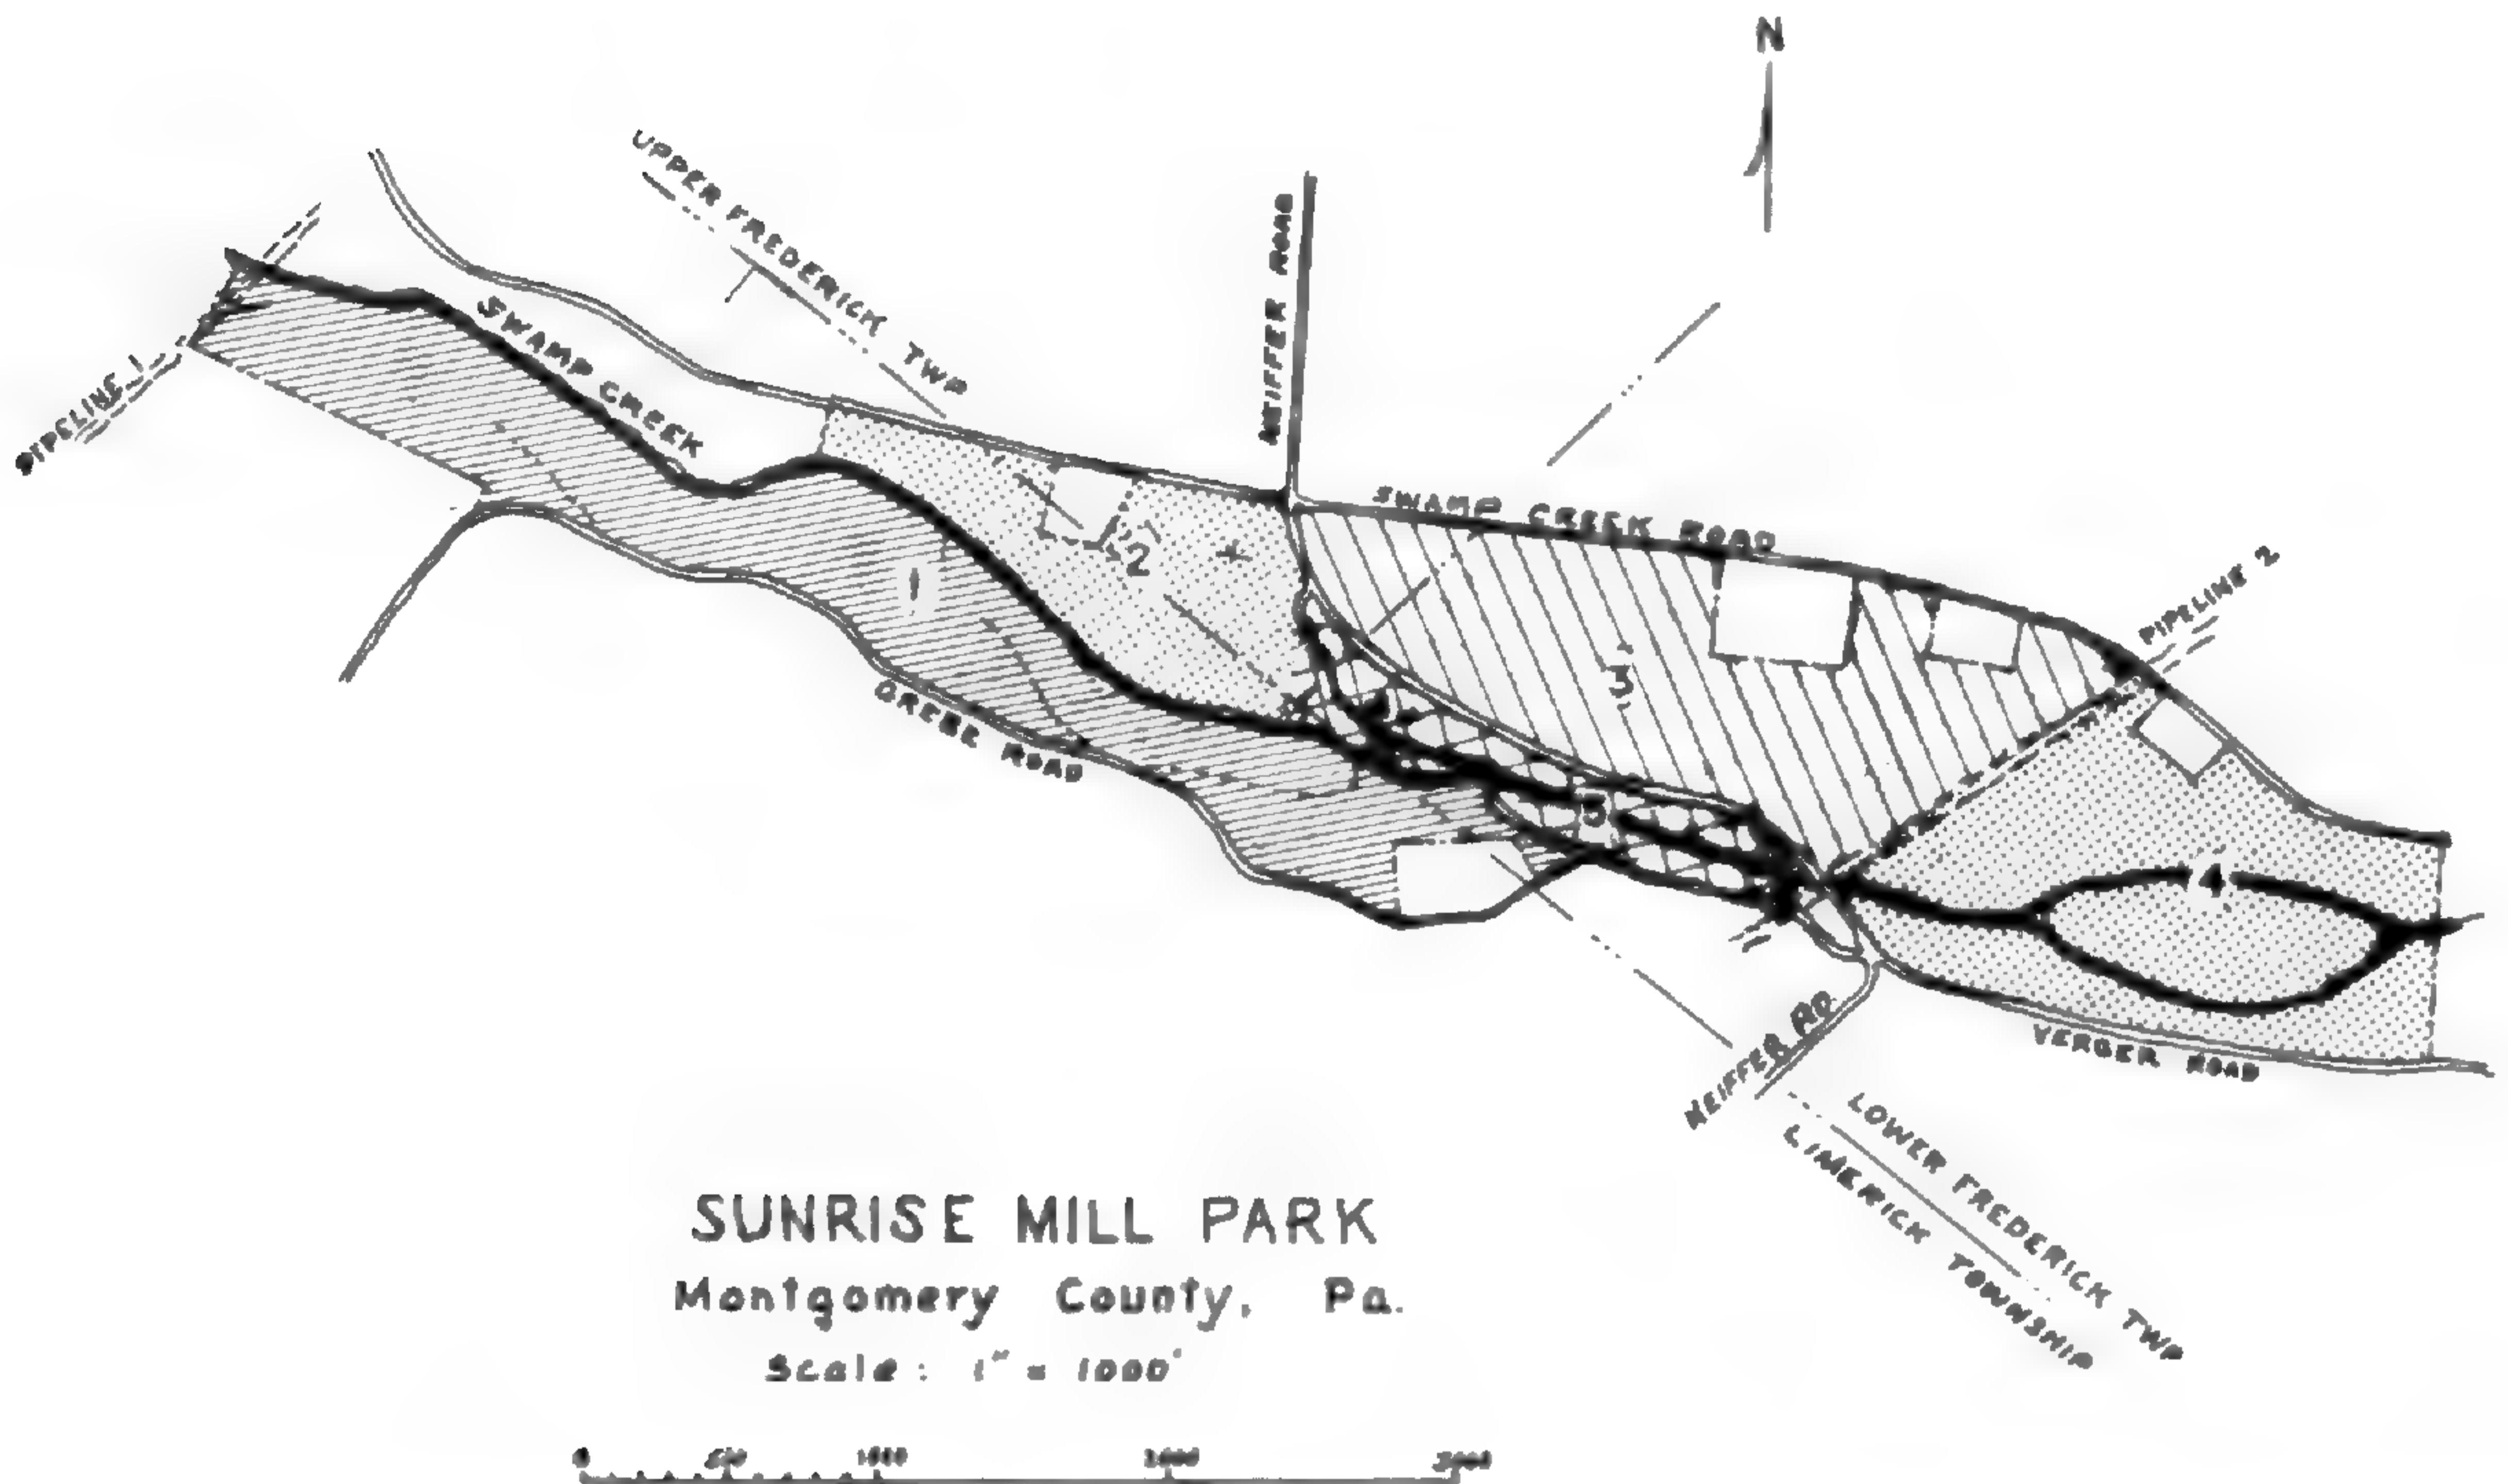 N
UPPER FREDERICK TWP
NEIFFER ROAD
SWAMP CREEK
PIPELINE 1
SWAMP CREEK ROAD
PIPELINE 2
1
2
3
4
5
GREBE ROAD
NEIFFER RD.
YERGER ROAD
LOWER FREDERICK TWP
LIMERICK TOWNSHIP
SUNRISE MILL PARK
Montgomery County, Pa.
Scale: 1" = 1000'
0 500 1000 2000 3000